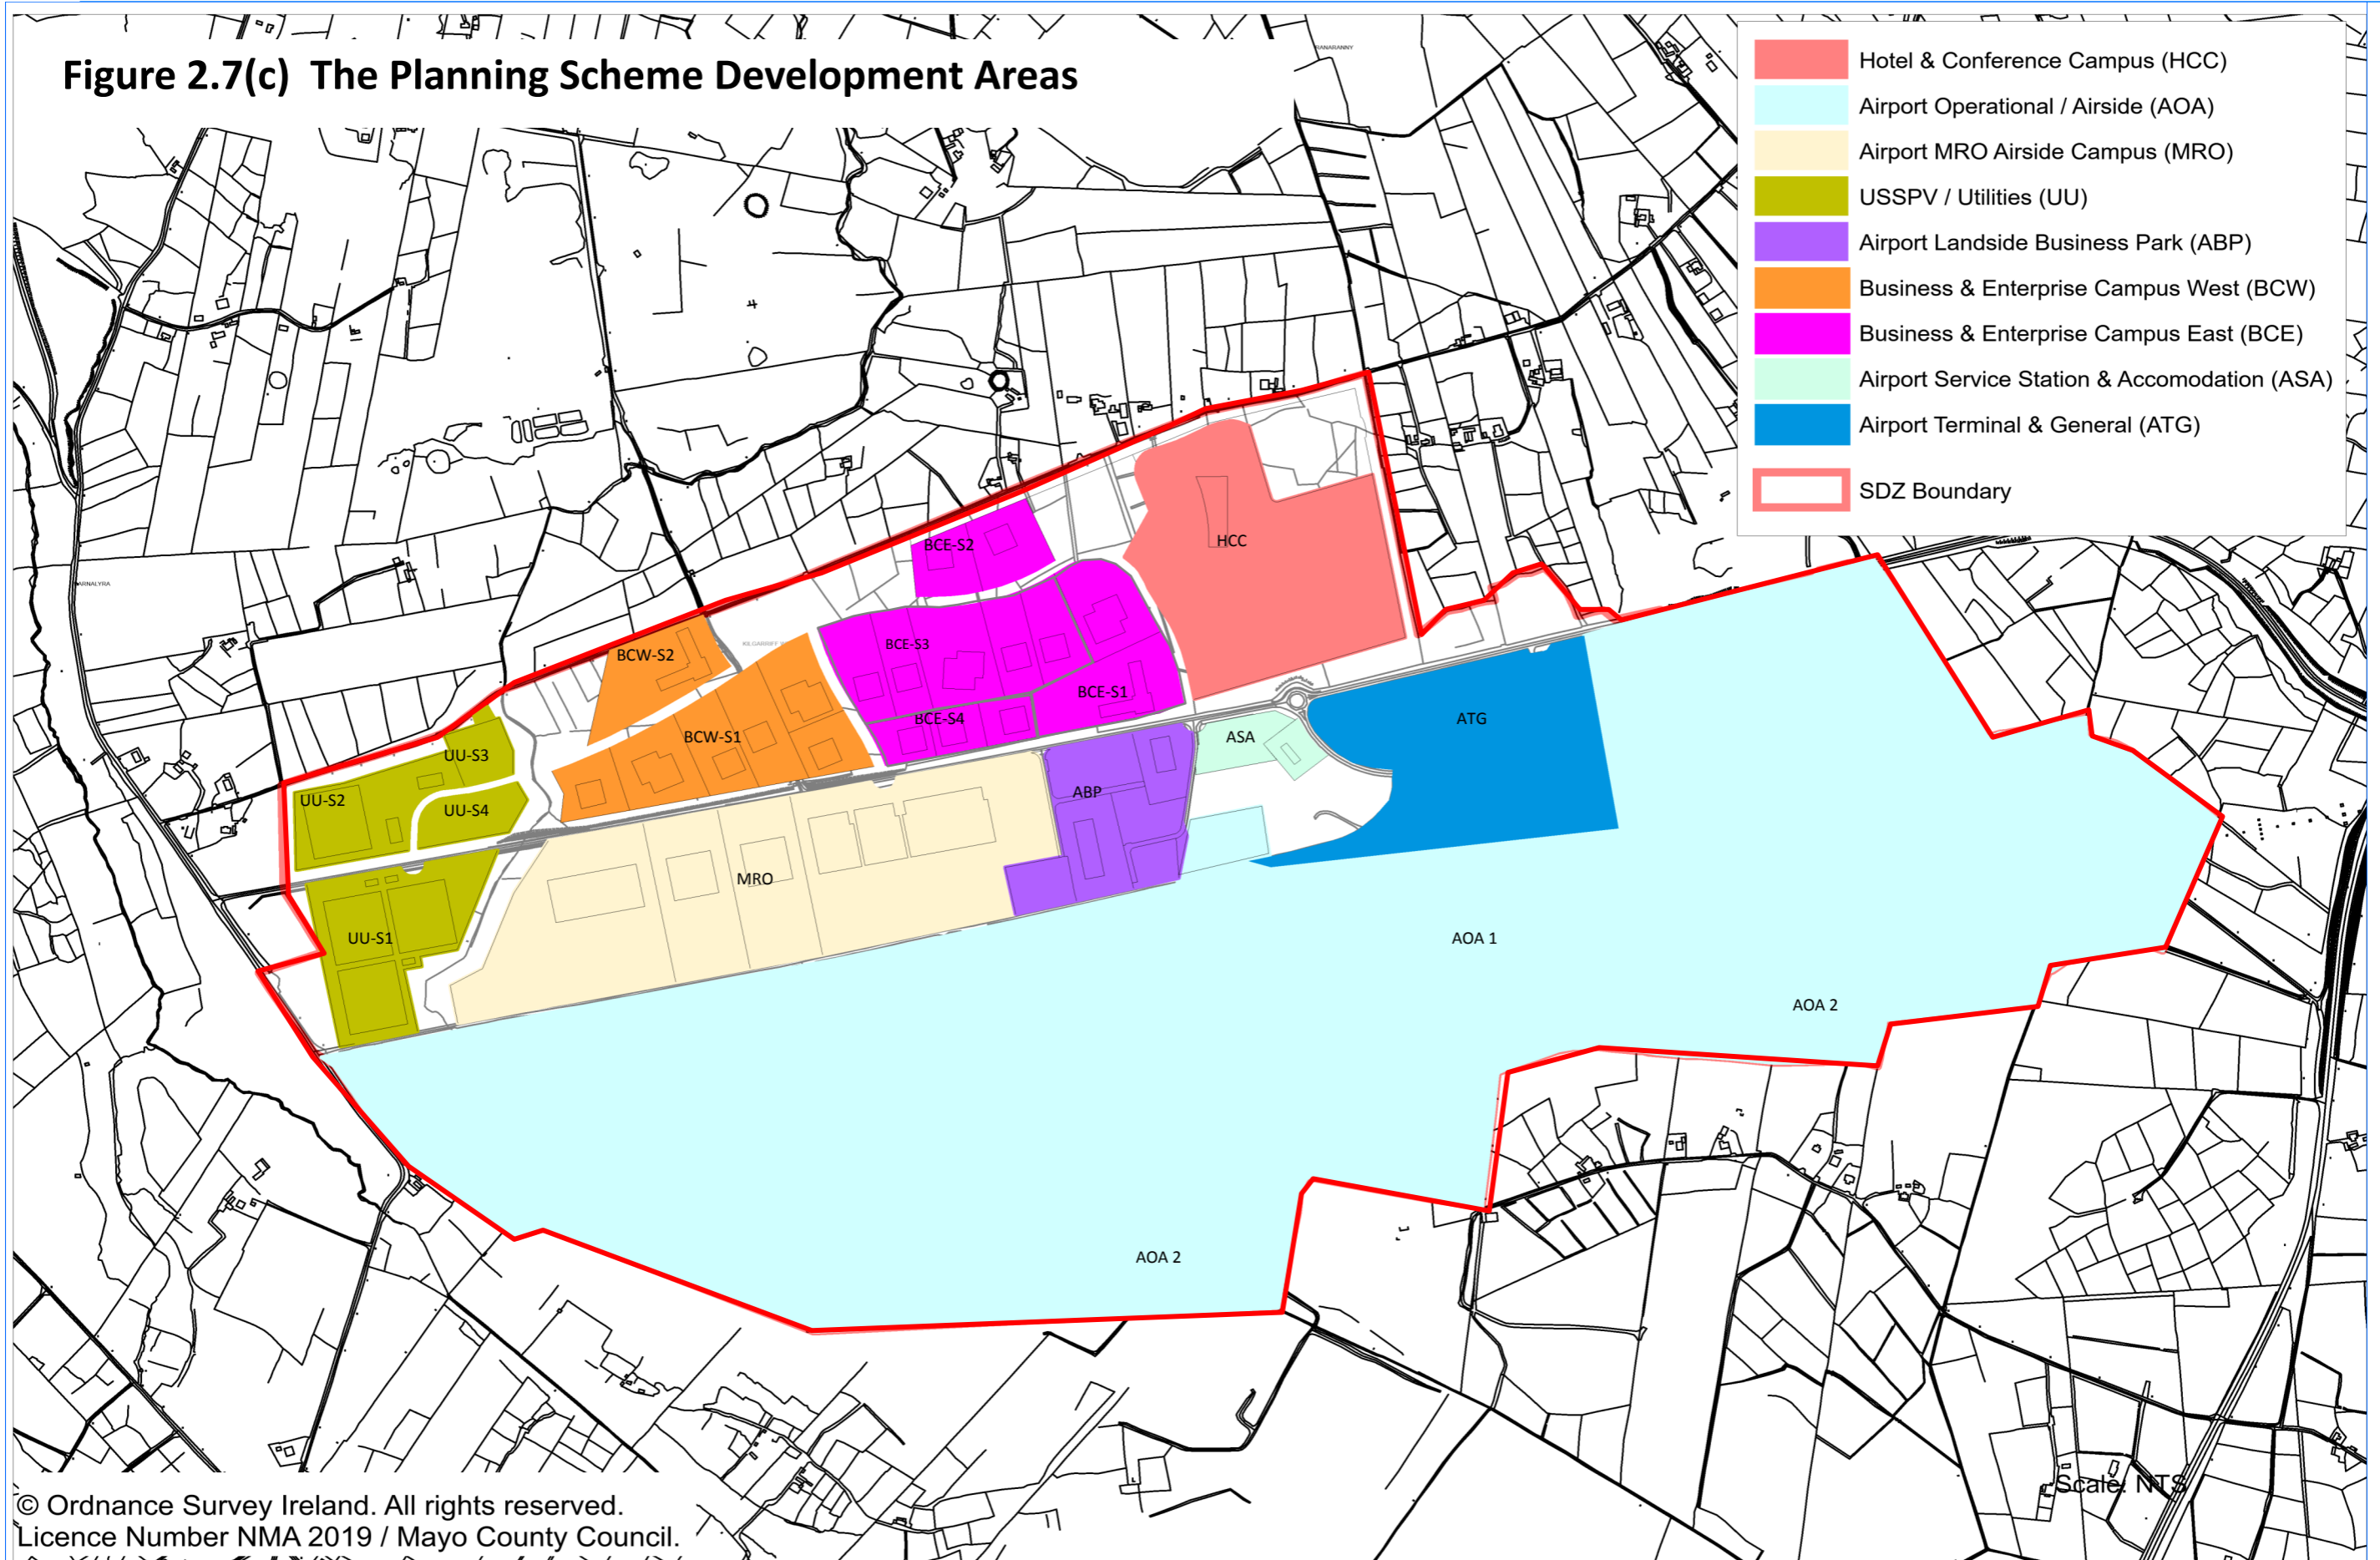 Figure 2.7(c) The Planning Scheme Development Areas
Hotel & Conference Campus (HCC)
Airport Operational / Airside (AOA)
Airport MRO Airside Campus (MRO)
USSPV / Utilities (UU)
Airport Landside Business Park (ABP)
Business & Enterprise Campus West (BCW)
Business & Enterprise Campus East (BCE)
Airport Service Station & Accomodation (ASA)
Airport Terminal & General (ATG)
SDZ Boundary
HCC
BCE-S2
BCE-S3
BCW-S2
BCE-S1
BCE-S4
ATG
BCW-S1
ASA
UU-S3
ABP
UU-S2
UU-S4
MRO
UU-S1
AOA 1
AOA 2
AOA 2
Scale: NTS
© Ordnance Survey Ireland. All rights reserved.
Licence Number NMA 2019 / Mayo County Council.